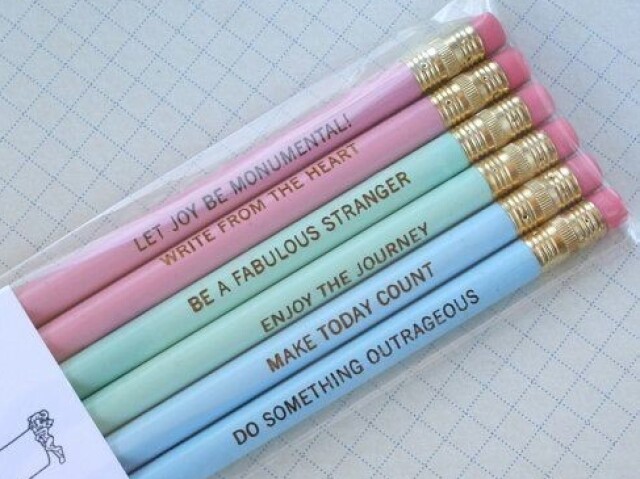 LET JOY BE MONUMENTAL!
WRITE FROM THE HEART
BE A FABULOUS STRANGER
ENJOY THE JOURNEY
MAKE TODAY COUNT
DO SOMETHING OUTRAGEOUS